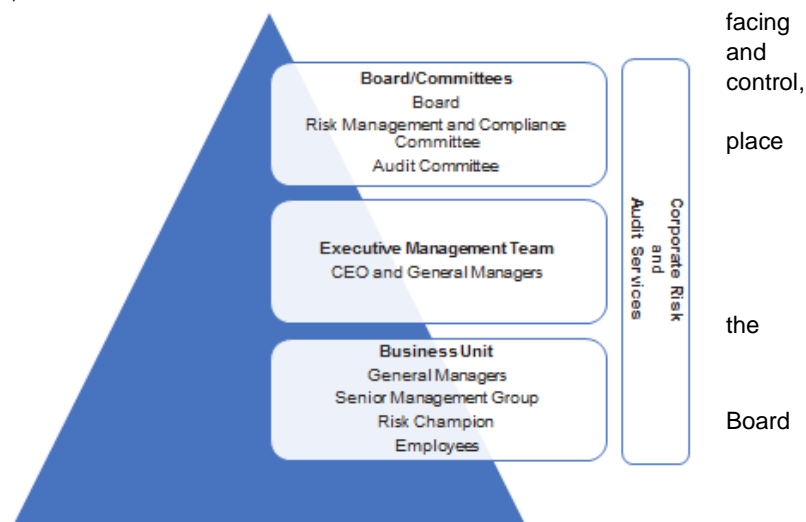 facing
and
control,
place
the
Board
Board/Committees
Board
Risk Management and Compliance
Committee
Audit Committee
Executive Management Team
CEO and General Managers
Business Unit
General Managers
Senior Management Group
Risk Champion
Employees
Corporate Risk
and
Audit Services